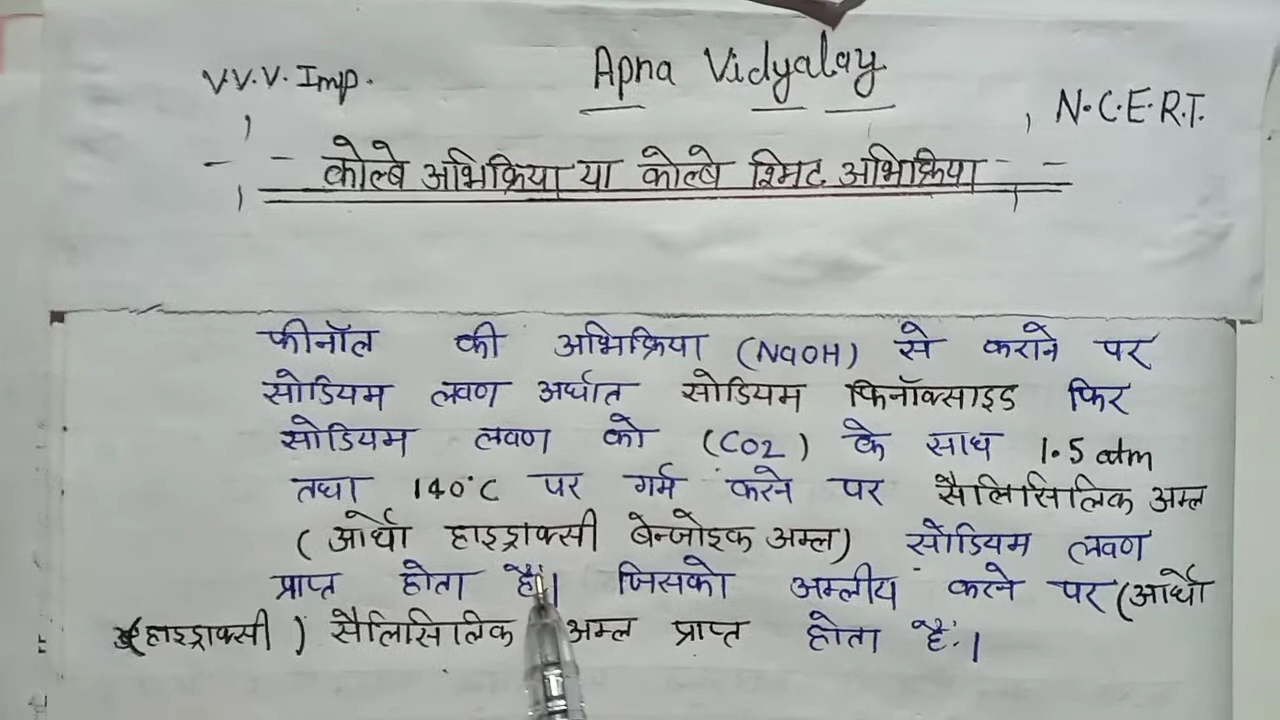 V.V.V. Imp.
Apna Vidyalay
N.C.E.R.T.
कोल्बे अभिक्रिया या कोल्बे श्मिट अभिक्रिया
फीनॉल की अभिक्रिया (NaOH) से कराने पर
सोडियम लवण अर्थात सोडियम फिनॉक्साइड फिर
सोडियम लवण को (CO2) के साथ 1.5 atm
तथा 140°C पर गर्म करने पर सैलिसिलिक अम्ल
(आर्थो हाइड्राक्सी बेन्जोइक अम्ल) सोडियम लवण
प्राप्त होता है। जिसको अम्लीय करने पर (आर्थो
(हाइड्राक्सी) सैलिसिलिक अम्ल प्राप्त होता है।